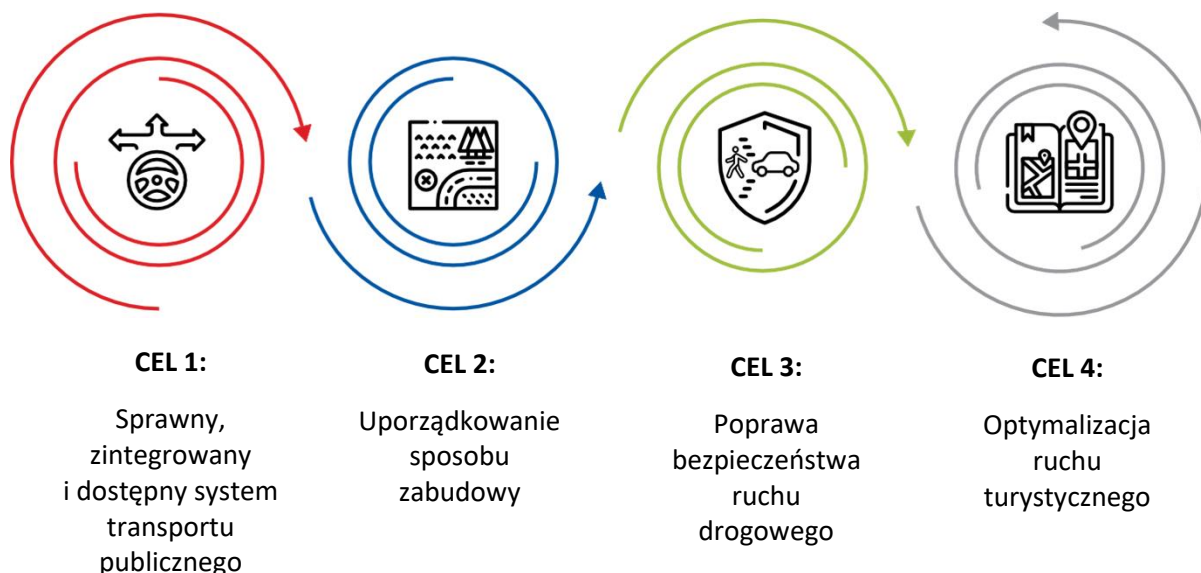 CEL 1:
Sprawny,
zintegrowany
i dostępny system
transportu
publicznego
CEL 2:
Uporządkowanie
sposobu
zabudowy
CEL 3:
Poprawa
bezpieczeństwa
ruchu
drogowego
CEL 4:
Optymalizacja
ruchu
turystycznego